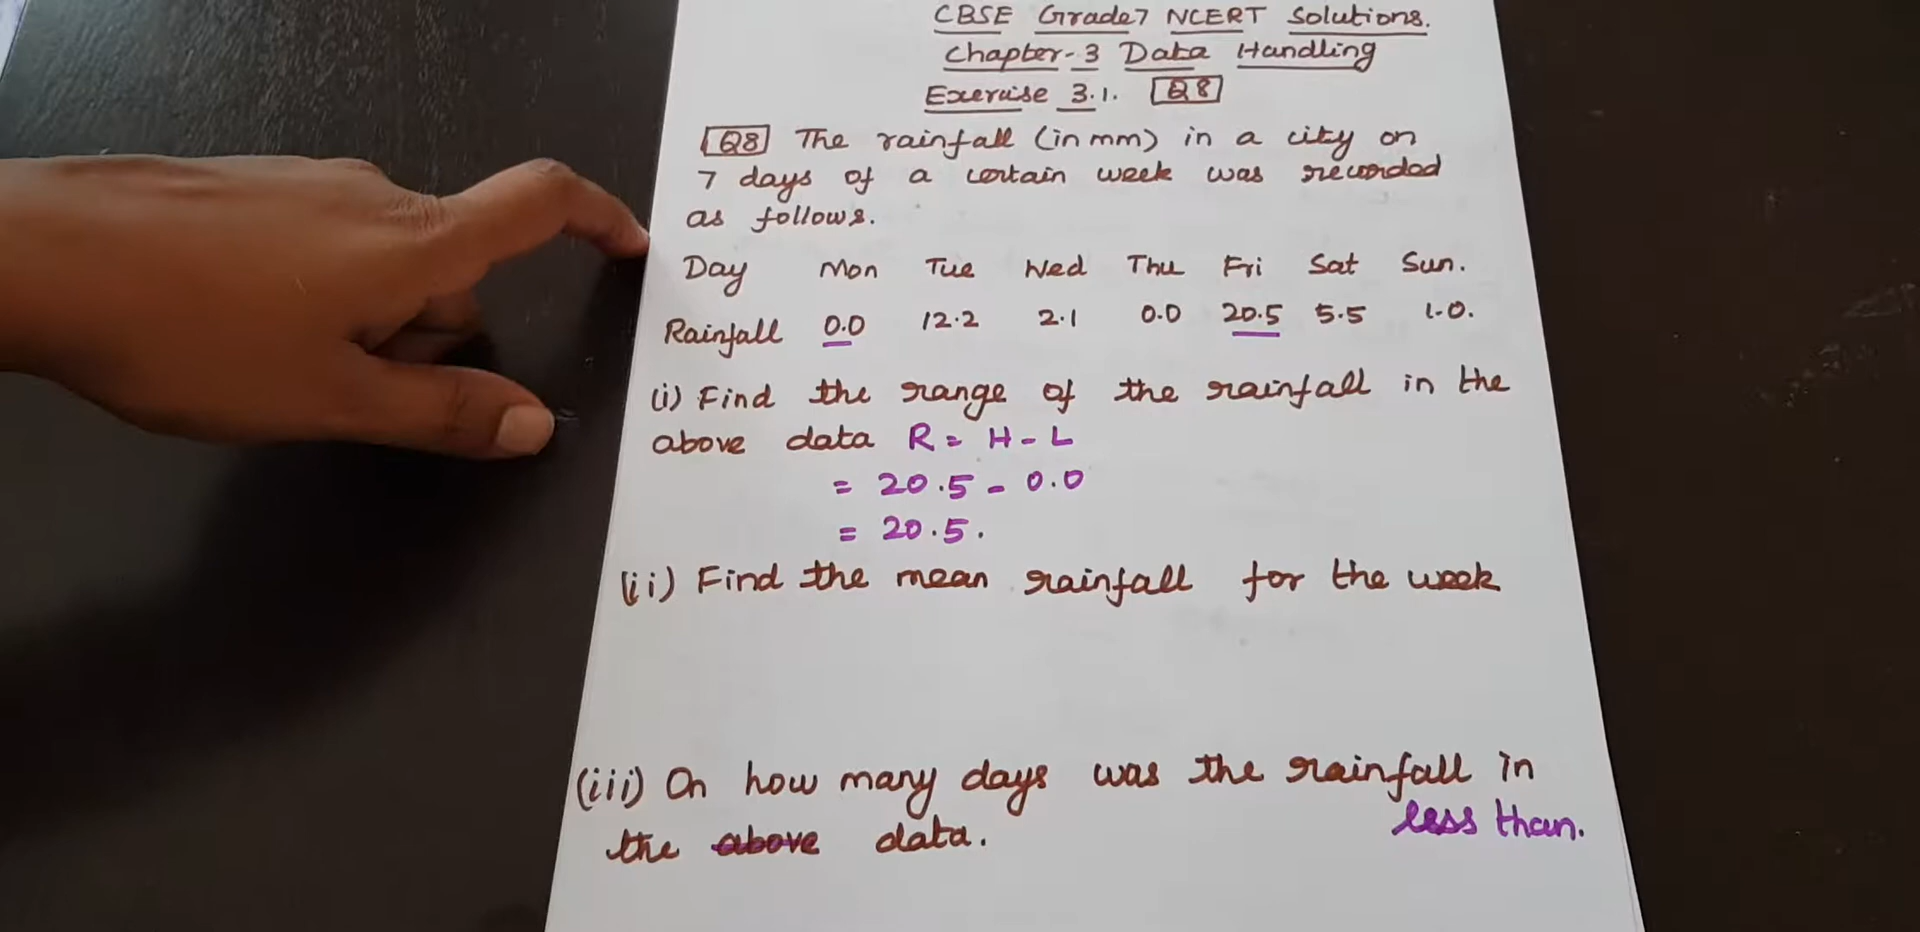 CBSE Grade7 NCERT Solutions.
Chapter-3 Data Handling
Exercise 3.1. Q8
Q8 The rainfall (in mm) in a city on
7 days of a certain week was recorded
as follows.
Day Mon Tue Wed Thu Fri Sat Sun.
Rainfall 0.0 12.2 2.1 0.0 20.5 5.5 1.0.
(i) Find the range of the rainfall in the
above data R = H - L
= 20.5 - 0.0
= 20.5.
(ii) Find the mean rainfall for the week
(iii) On how many days was the rainfall in
less than.
the above data.